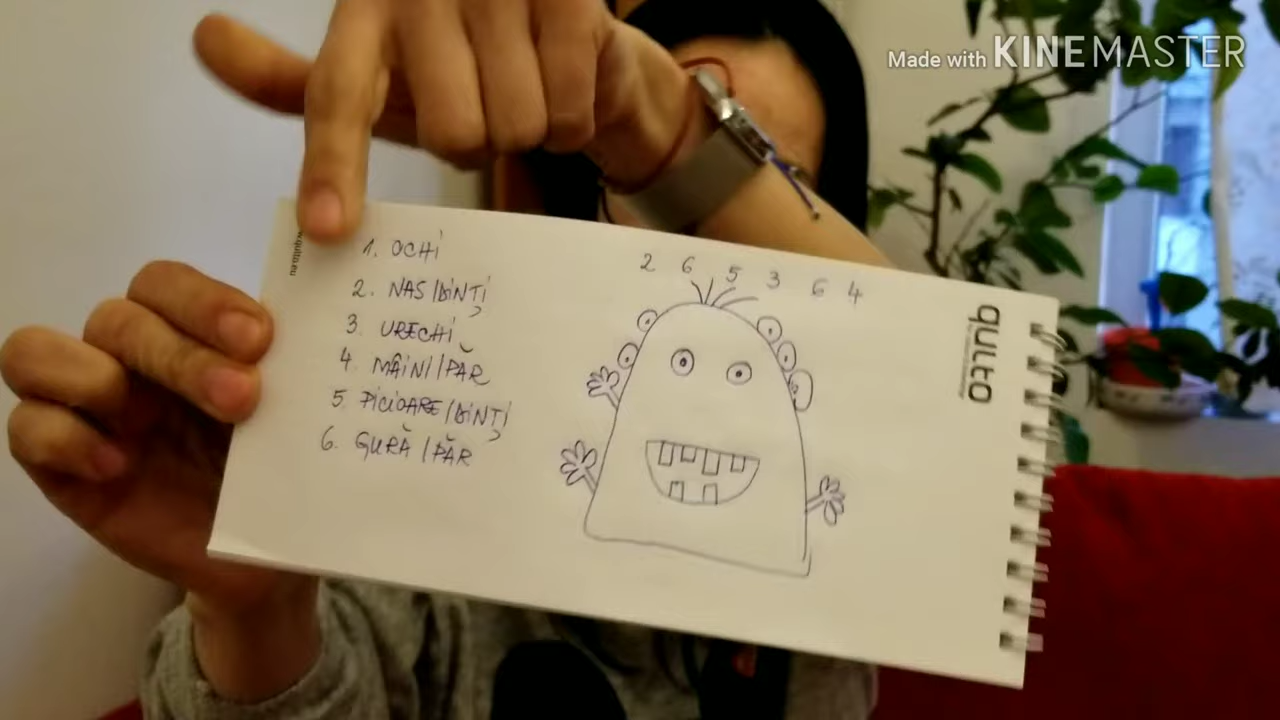 Made with KINEMASTER
1. OCHI
2. NAS/DINȚI
3. URECHI
4. MÂINI/PĂR
5. PICIOARE/DINȚI
6. GURĂ/PĂR
2 6 5 3 6 4
qulto